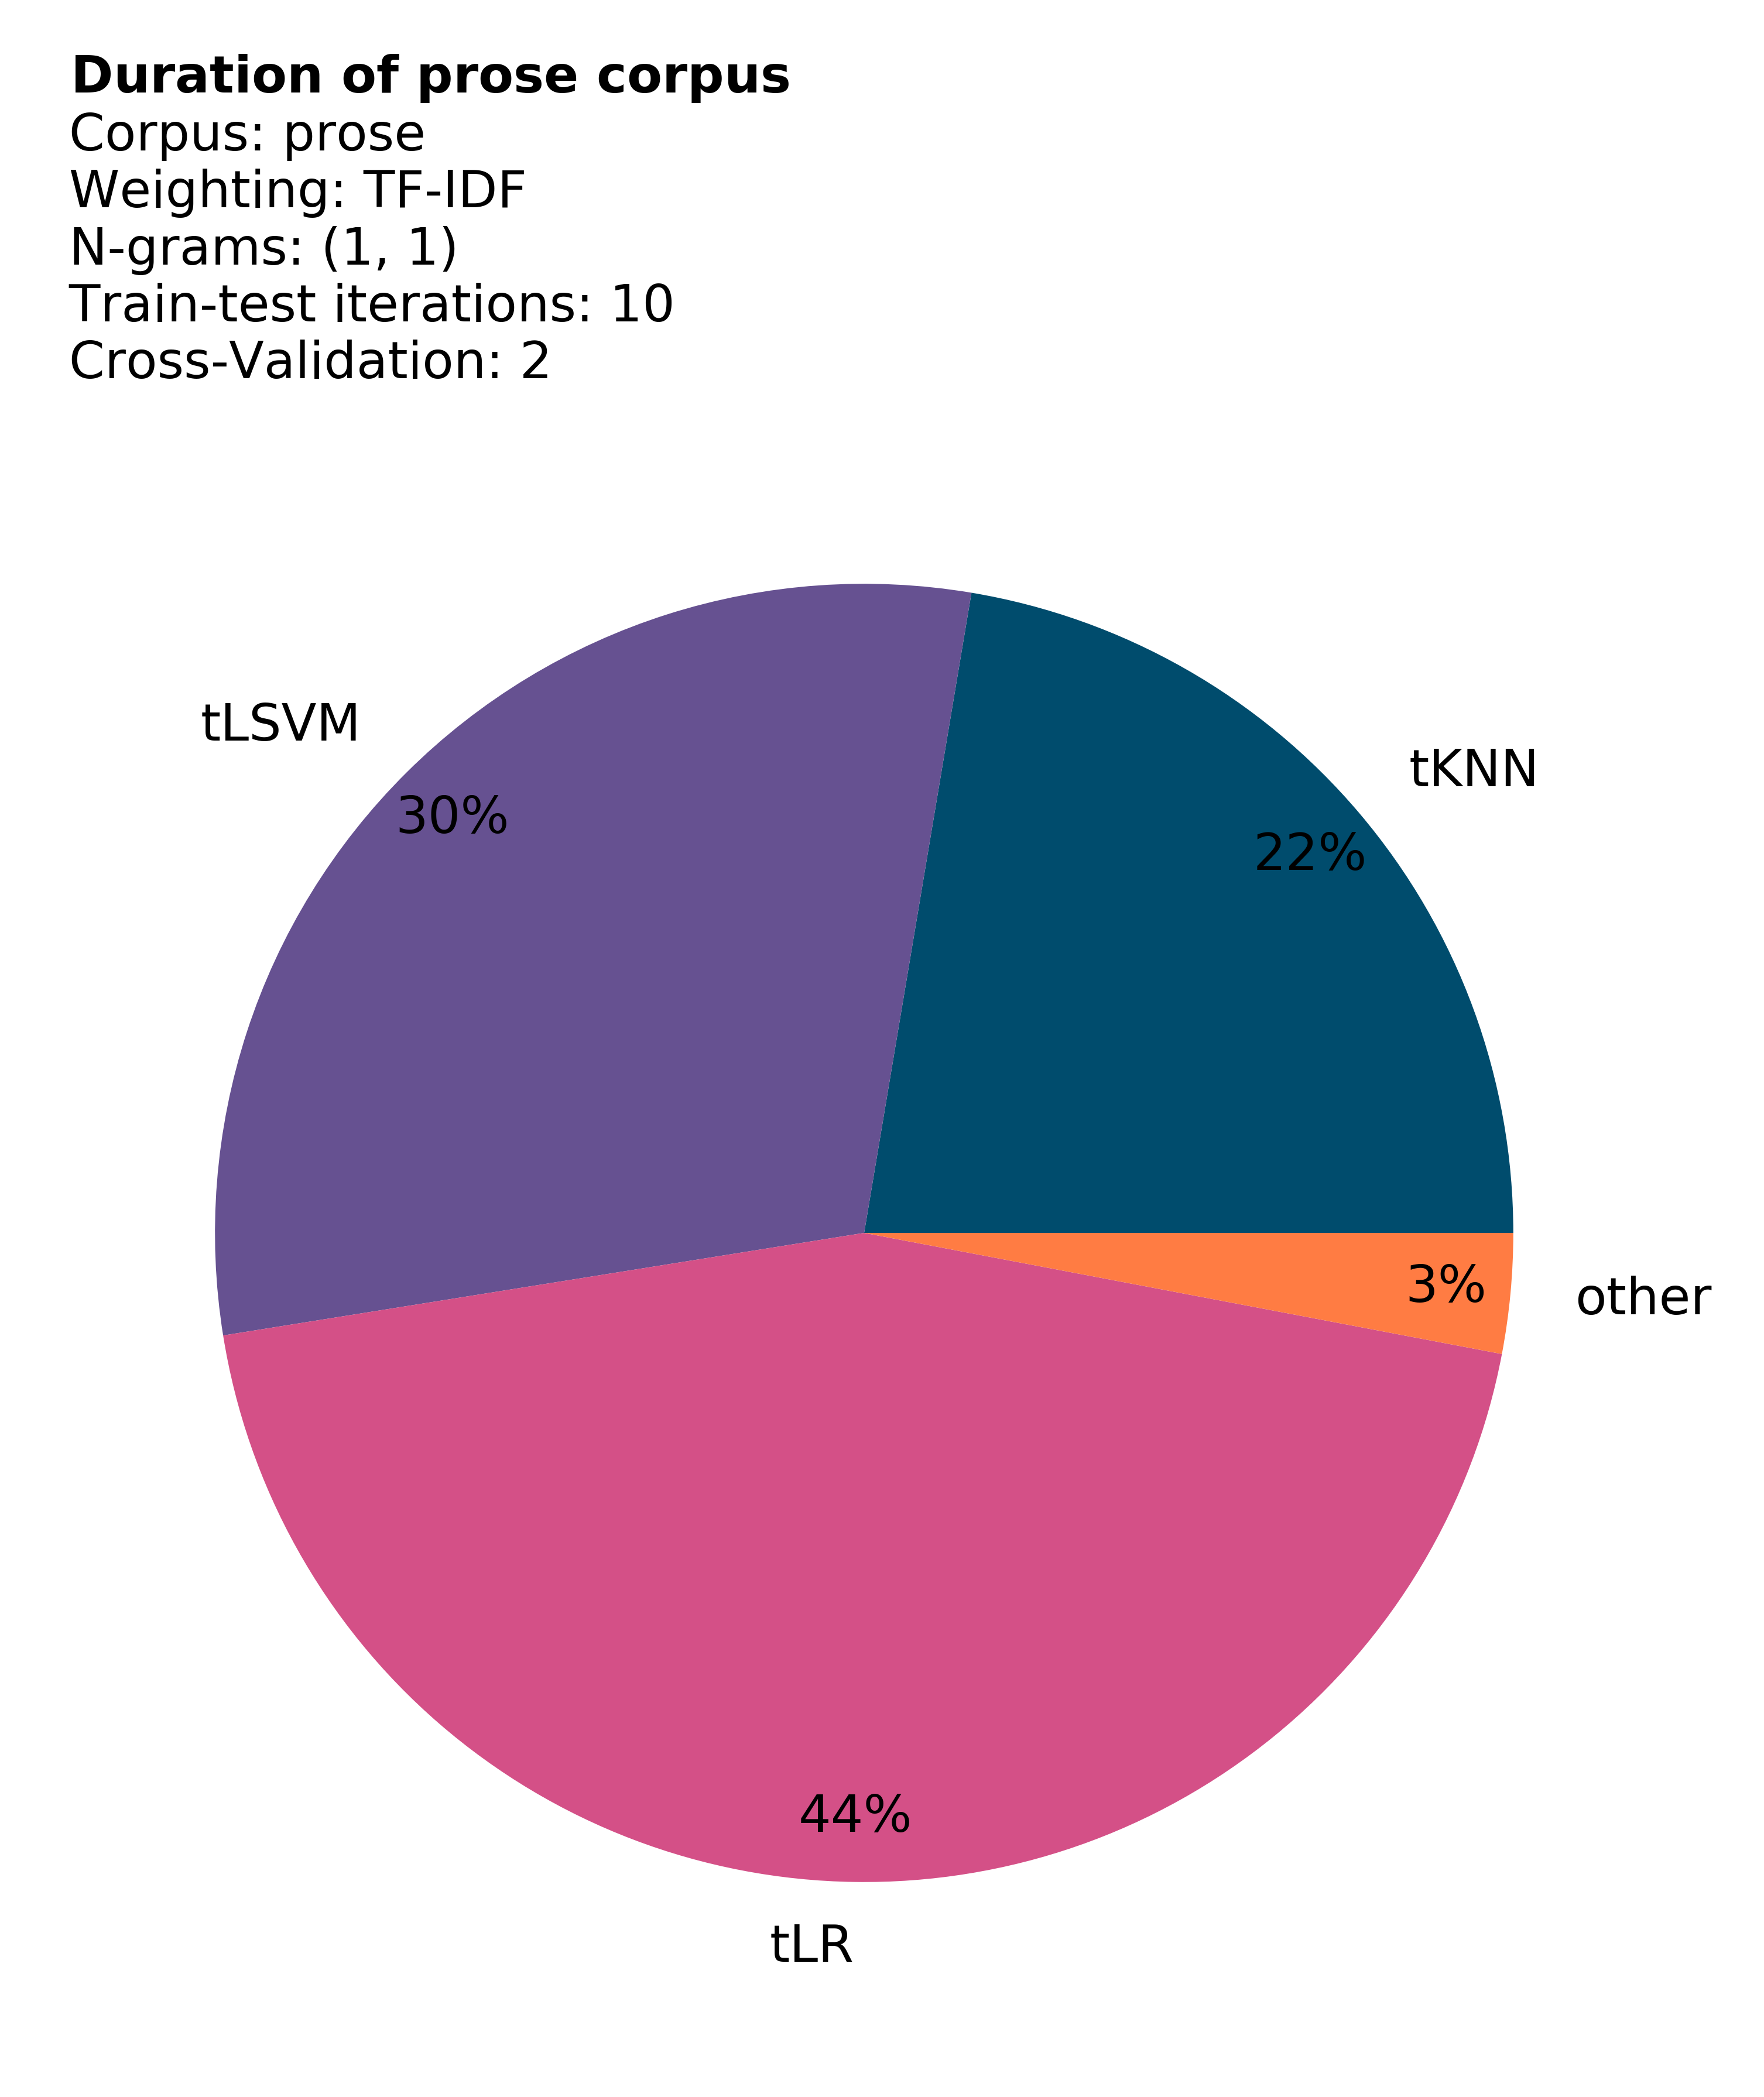 Duration of prose corpus
Corpus: prose
Weighting: TF-IDF
N-grams: (1, 1)
Train-test iterations: 10
Cross-Validation: 2
tLSVM
30%
tKNN
22%
3%
other
44%
tLR